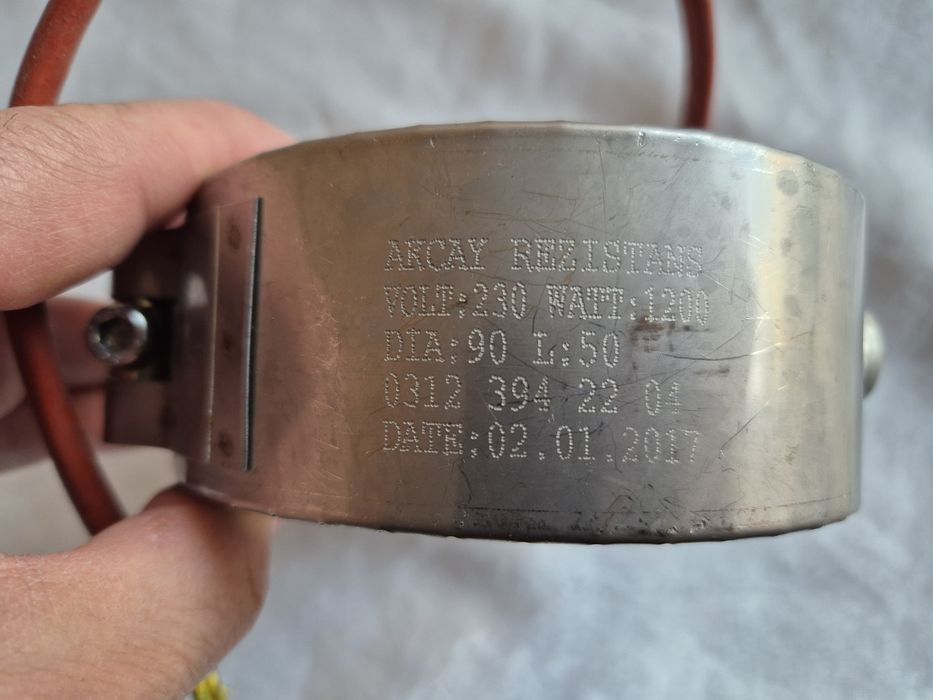 AKCAY REZISTANS
VOLT:230 WATT:1200
DIA:90 L:50
0312 394 22 04
DATE:02.01.2017